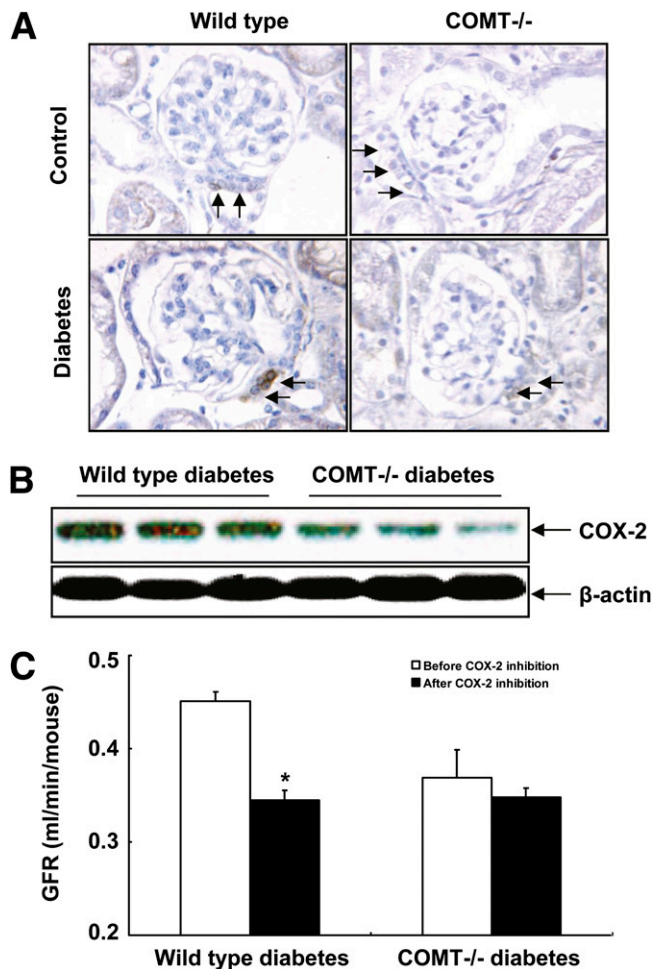 A
Wild type
COMT-/-
Control
Diabetes
B
Wild type diabetes
COMT-/- diabetes
COX-2
β-actin
C
0.5
0.4
0.3
0.2
GFR (ml/min/mouse)
Before COX-2 inhibition
After COX-2 inhibition
*
Wild type diabetes
COMT-/- diabetes